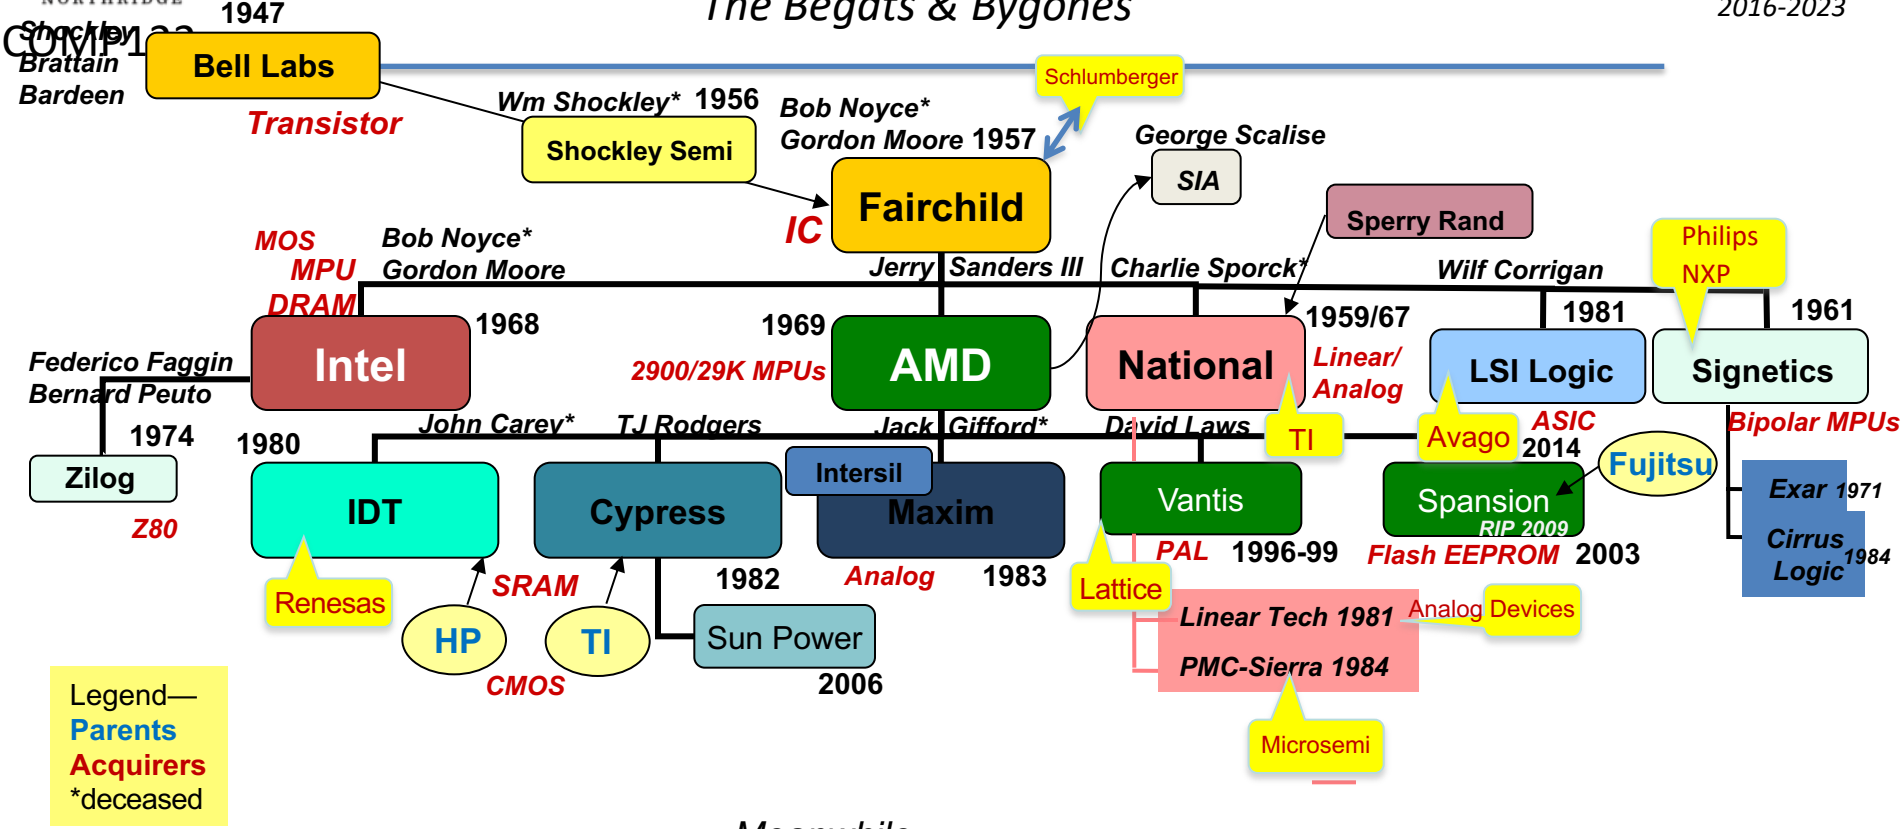 NORTHRIDGE
COMP122
The Begats & Bygones
2016-2023
1947
Shockley
Brattain
Bardeen
Bell Labs
Transistor
Wm Shockley* 1956
Shockley Semi
Bob Noyce*
Gordon Moore 1957
Schlumberger
Fairchild
IC
George Scalise
SIA
Sperry Rand
Philips
NXP
MOS
MPU
DRAM
Bob Noyce*
Gordon Moore
Jerry Sanders III
Charlie Sporck*
Wilf Corrigan
Intel
1968
1969
2900/29K MPUs
AMD
National
1959/67
Linear/
Analog
TI
1981
LSI Logic
ASIC
Avago
1961
Signetics
Bipolar MPUs
Federico Faggin
Bernard Peuto
1974
Zilog
Z80
1980
John Carey*
TJ Rodgers
Jack Gifford*
David Laws
IDT
Renesas
HP
SRAM
CMOS
Cypress
1982
TI
Sun Power
2006
Intersil
Maxim
Analog
1983
Vantis
PAL
1996-99
Lattice
2014
Spansion
RIP 2009
Flash EEPROM 2003
Fujitsu
Exar 1971
Cirrus
Logic 1984
Linear Tech 1981
Analog Devices
PMC-Sierra 1984
Microsemi
Legend—
Parents
Acquirers
*deceased